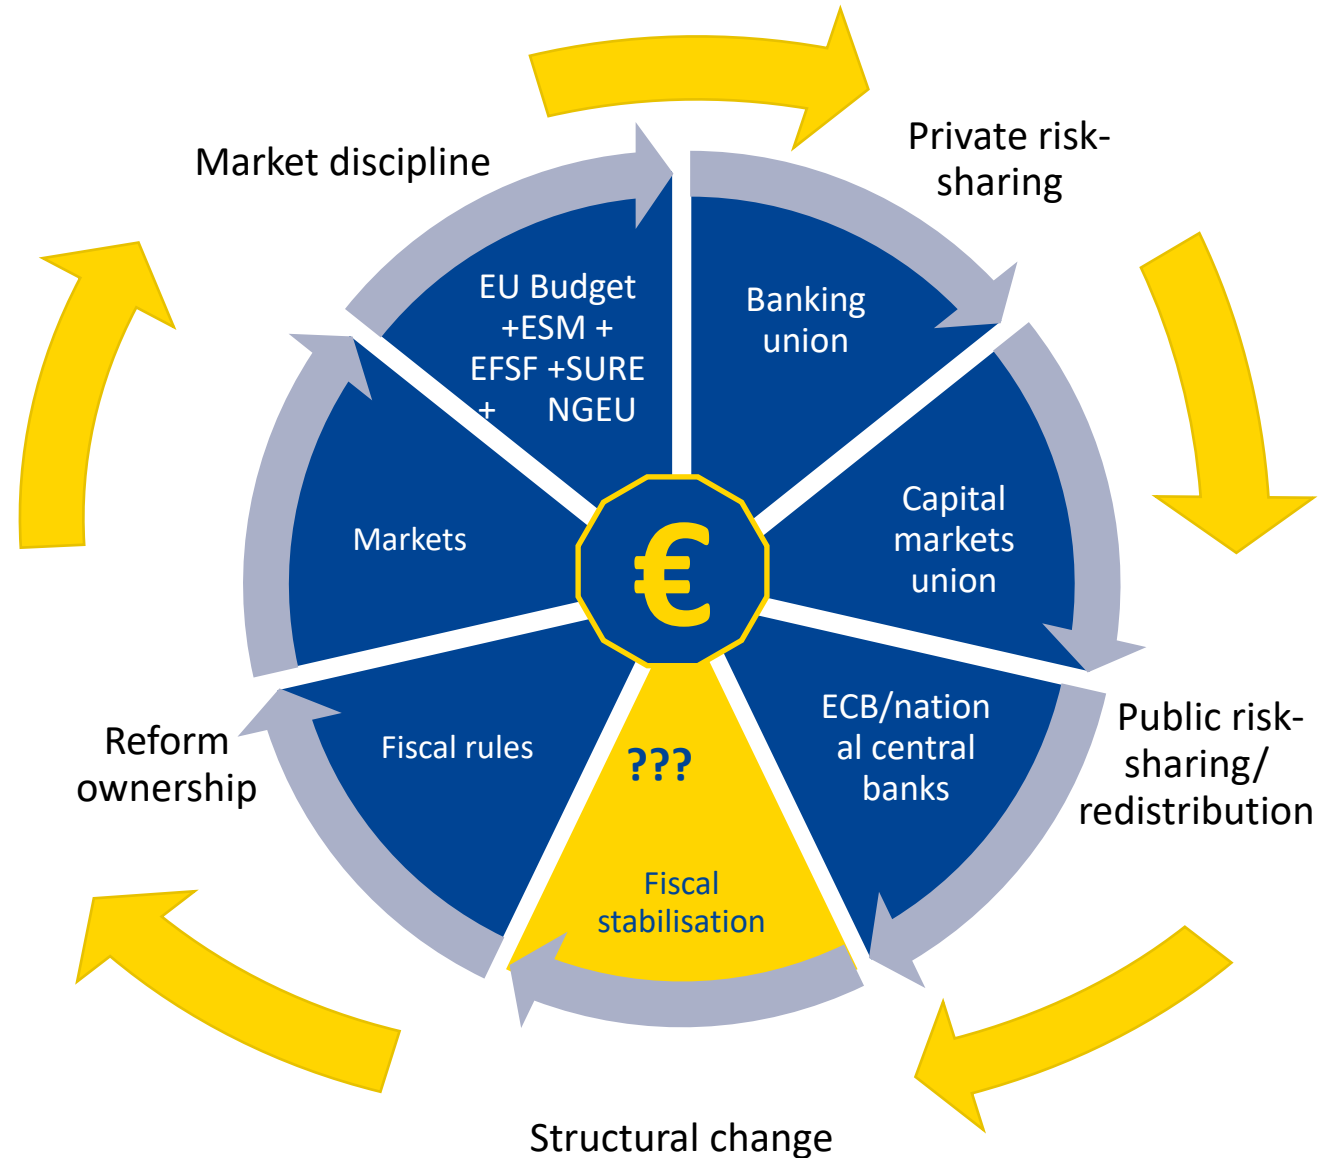 Market discipline
Private risk-
sharing
EU Budget
+ESM +
EFSF +SURE
+ NGEU
Banking
union
Markets
Capital
markets
union
€
Reform
ownership
Fiscal rules
???
Fiscal
stabilisation
ECB/nation
al central
banks
Public risk-
sharing/
redistribution
Structural change